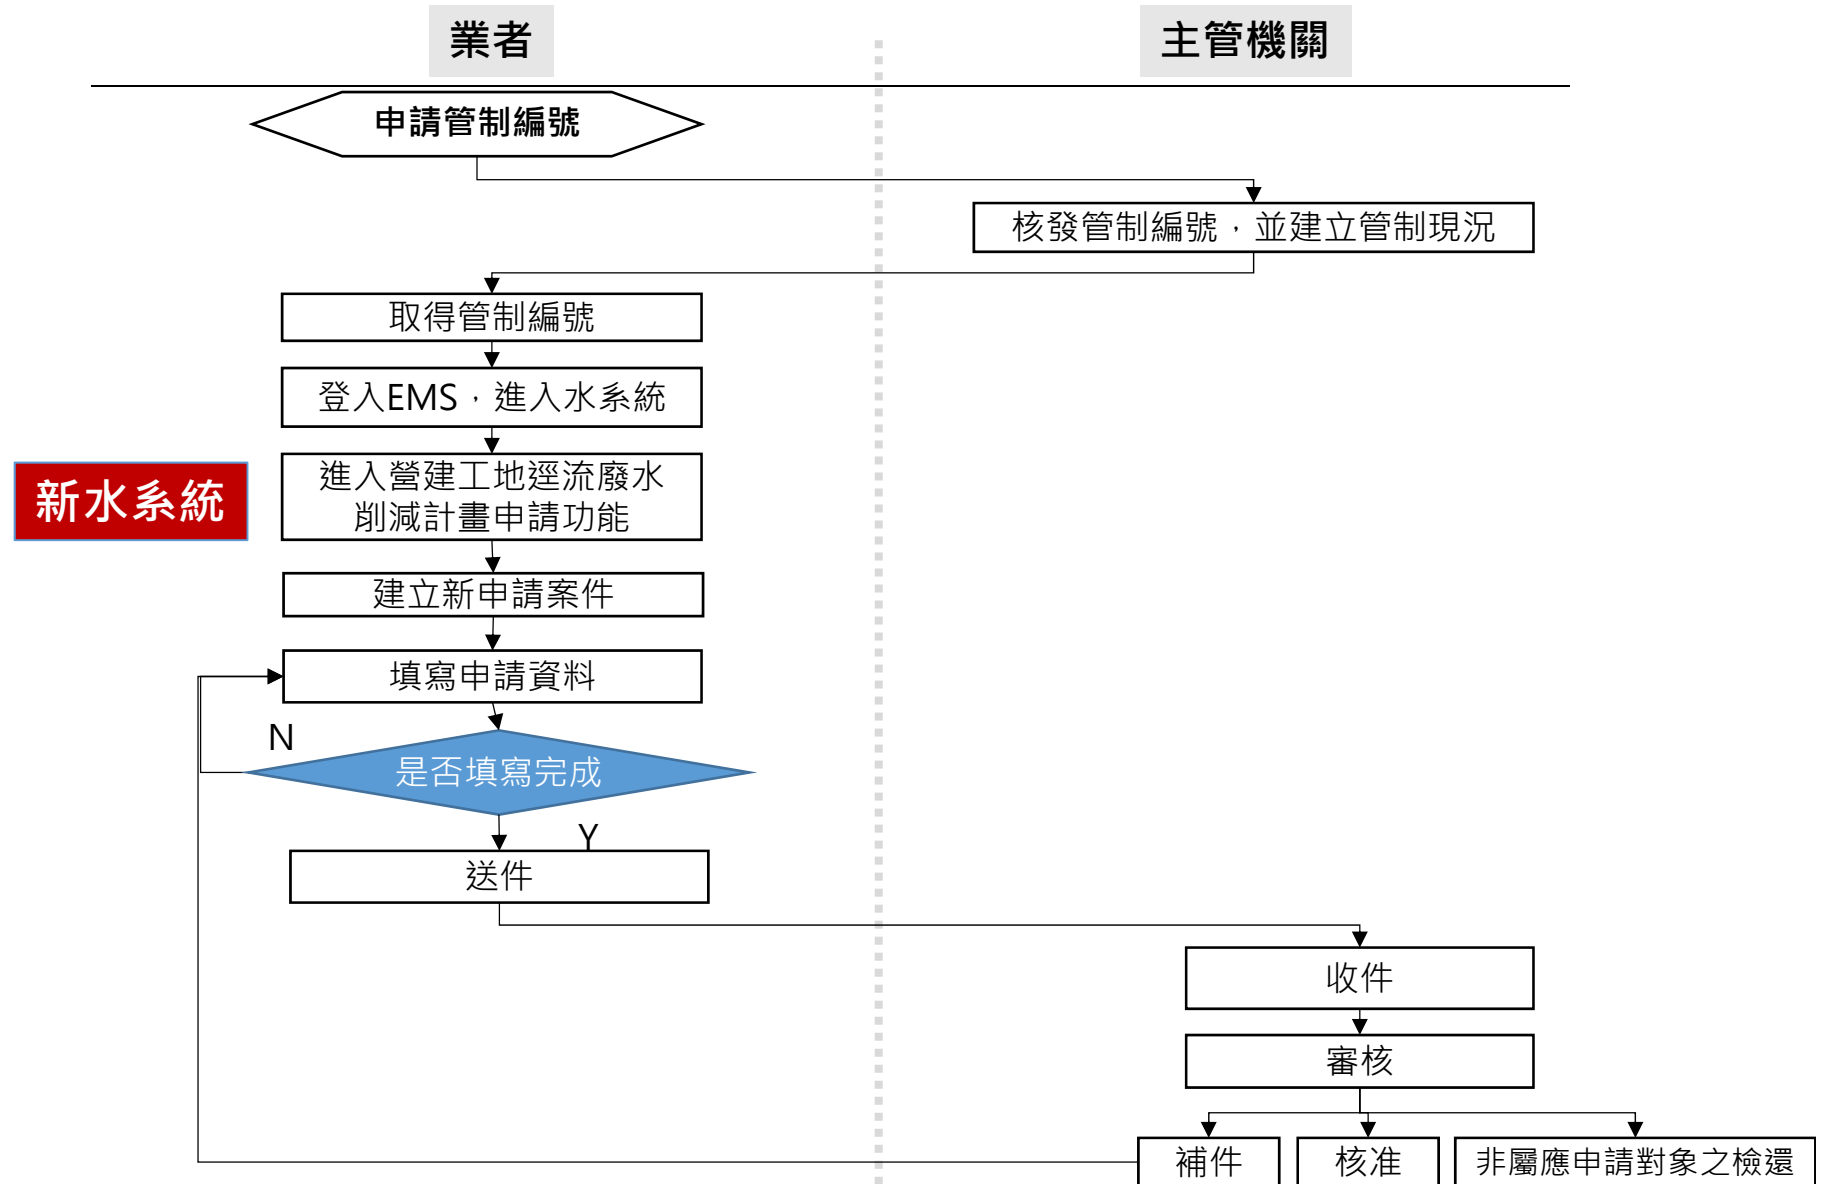 業者
主管機關
申請管制編號
核發管制編號，並建立管制現況
取得管制編號
登入EMS，進入水系統
新水系統
進入營建工地逕流廢水
削減計畫申請功能
建立新申請案件
填寫申請資料
N
是否填寫完成
Y
送件
收件
審核
補件
核准
非屬應申請對象之檢還